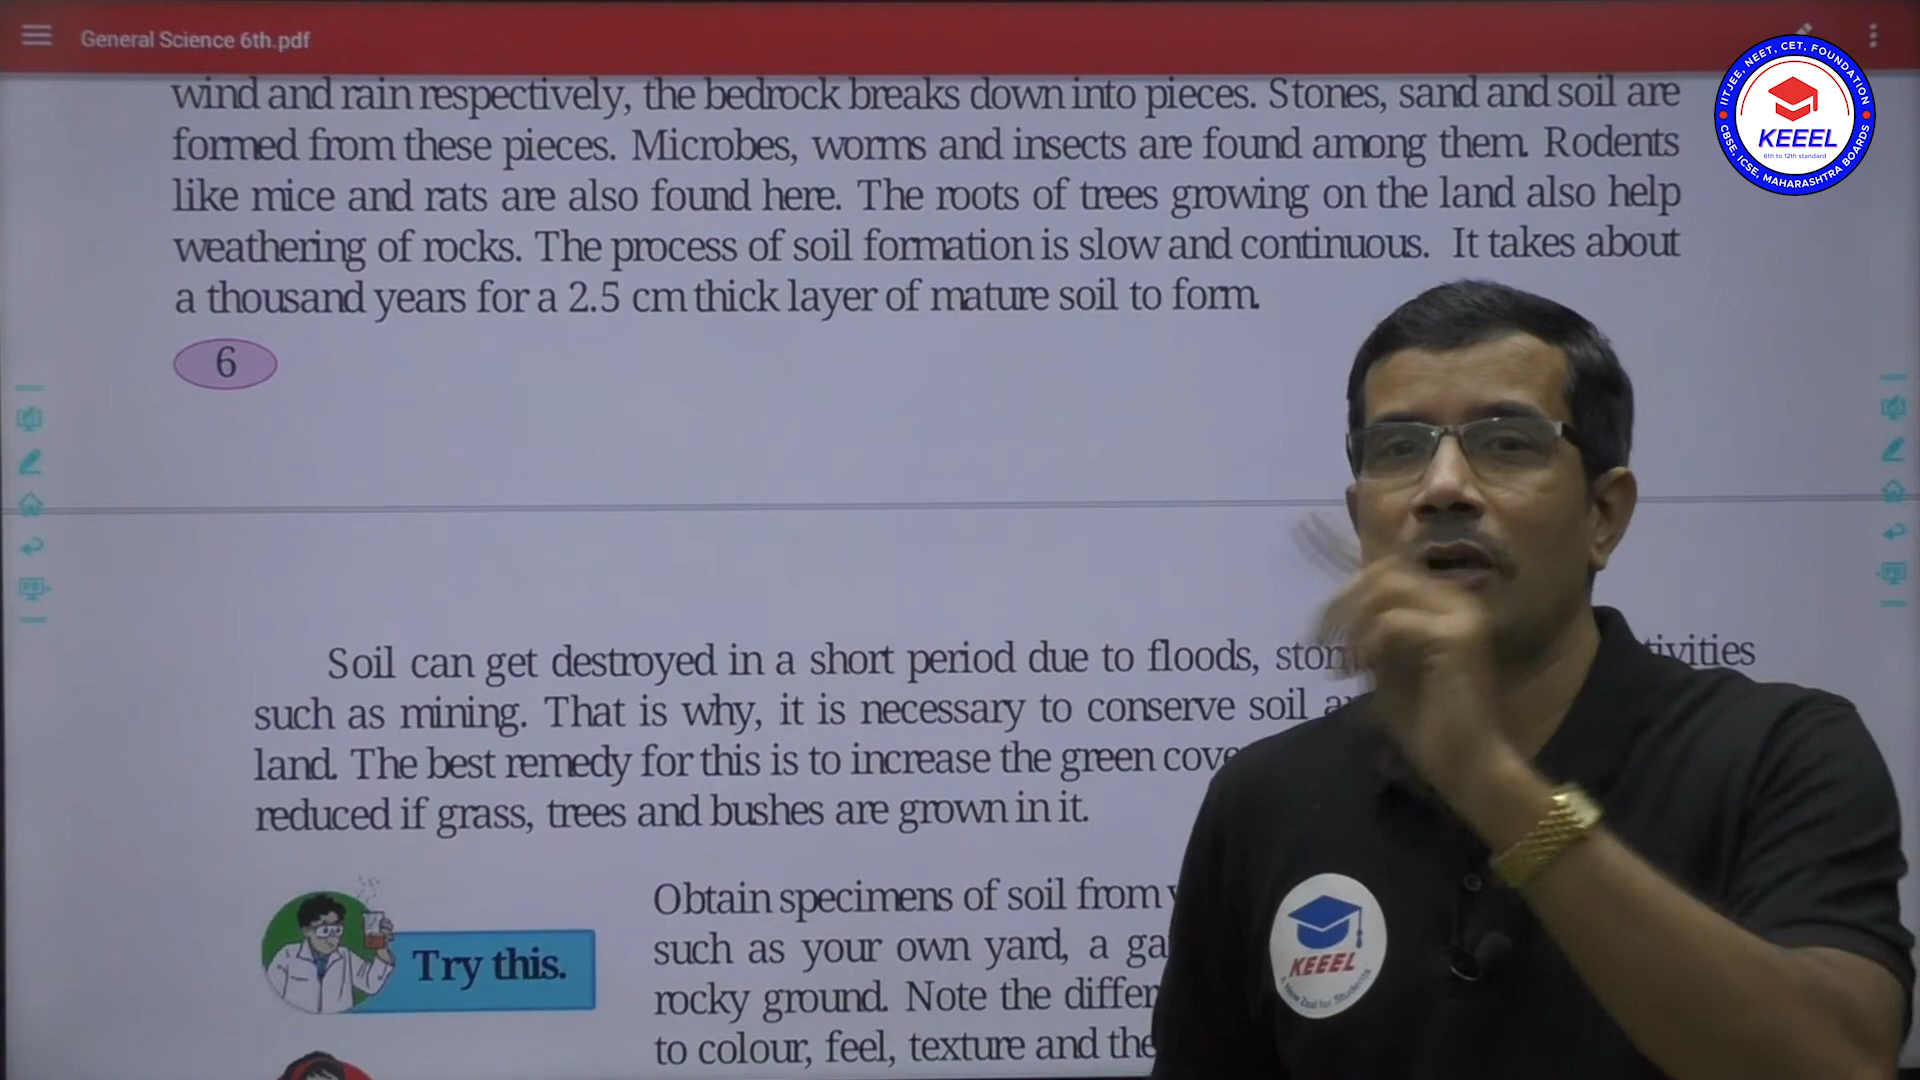 General Science 6th.pdf
wind and rain respectively, the bedrock breaks down into pieces. Stones, sand and soil are
formed from these pieces. Microbes, worms and insects are found among them. Rodents
like mice and rats are also found here. The roots of trees growing on the land also help
weathering of rocks. The process of soil formation is slow and continuous. It takes about
a thousand years for a 2.5 cm thick layer of mature soil to form.
6
Soil can get destroyed in a short period due to floods,
such as mining. That is why, it is necessary to conserve soil
land. The best remedy for this is to increase the green
reduced if grass, trees and bushes are grown in it.
Try this.
Obtain specimens of soil from
such as your own yard, a
rocky ground. Note the
to colour, feel, texture and the
IITJEE, NEET, CET, FOUNDATION
KEEEL
6th to 12th standard
CBSE, ICSE, MAHARASHTRA BOARDS
KEEEL
A New Zeal for Students